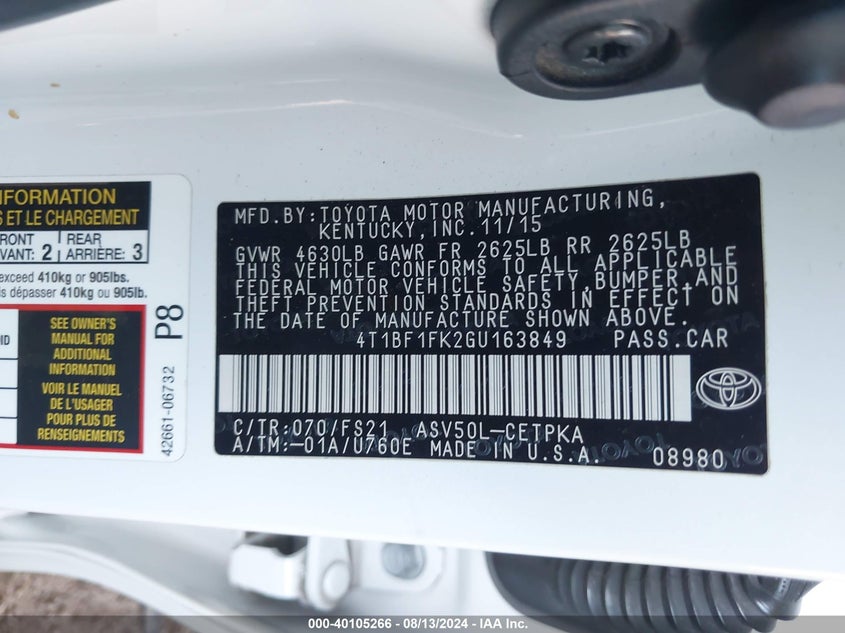 INFORMATION
S ET LE CHARGEMENT
FRONT
AVANT: 2
REAR
ARRIÈRE: 3
exceed 410kg or 905lbs.
is dépasser 410kg ou 905lb.
SEE OWNER'S
MANUAL FOR
ADDITIONAL
INFORMATION
VOIR LE MANUEL
DE L'USAGER
POUR PLUS DE
RENSEIGNEMENTS
P8
42661-06732
MFD.BY:TOYOTA MOTOR MANUFACTURING,
KENTUCKY,INC.11/15
GVWR 4630LB GAWR FR 2625LB RR 2625LB
THIS VEHICLE CONFORMS TO ALL APPLICABLE
FEDERAL MOTOR VEHICLE SAFETY,BUMPER,AND
THEFT PREVENTION STANDARDS IN EFFECT ON
THE DATE OF MANUFACTURE SHOWN ABOVE.
4T1BF1FK2GU163849 PASS.CAR
C/TR:070/FS21 ASV50L-CETPKA
A/TM:-01A/U760E MADE IN U.S.A. 08980
000-40105266 - 08/13/2024 - IAA Inc.